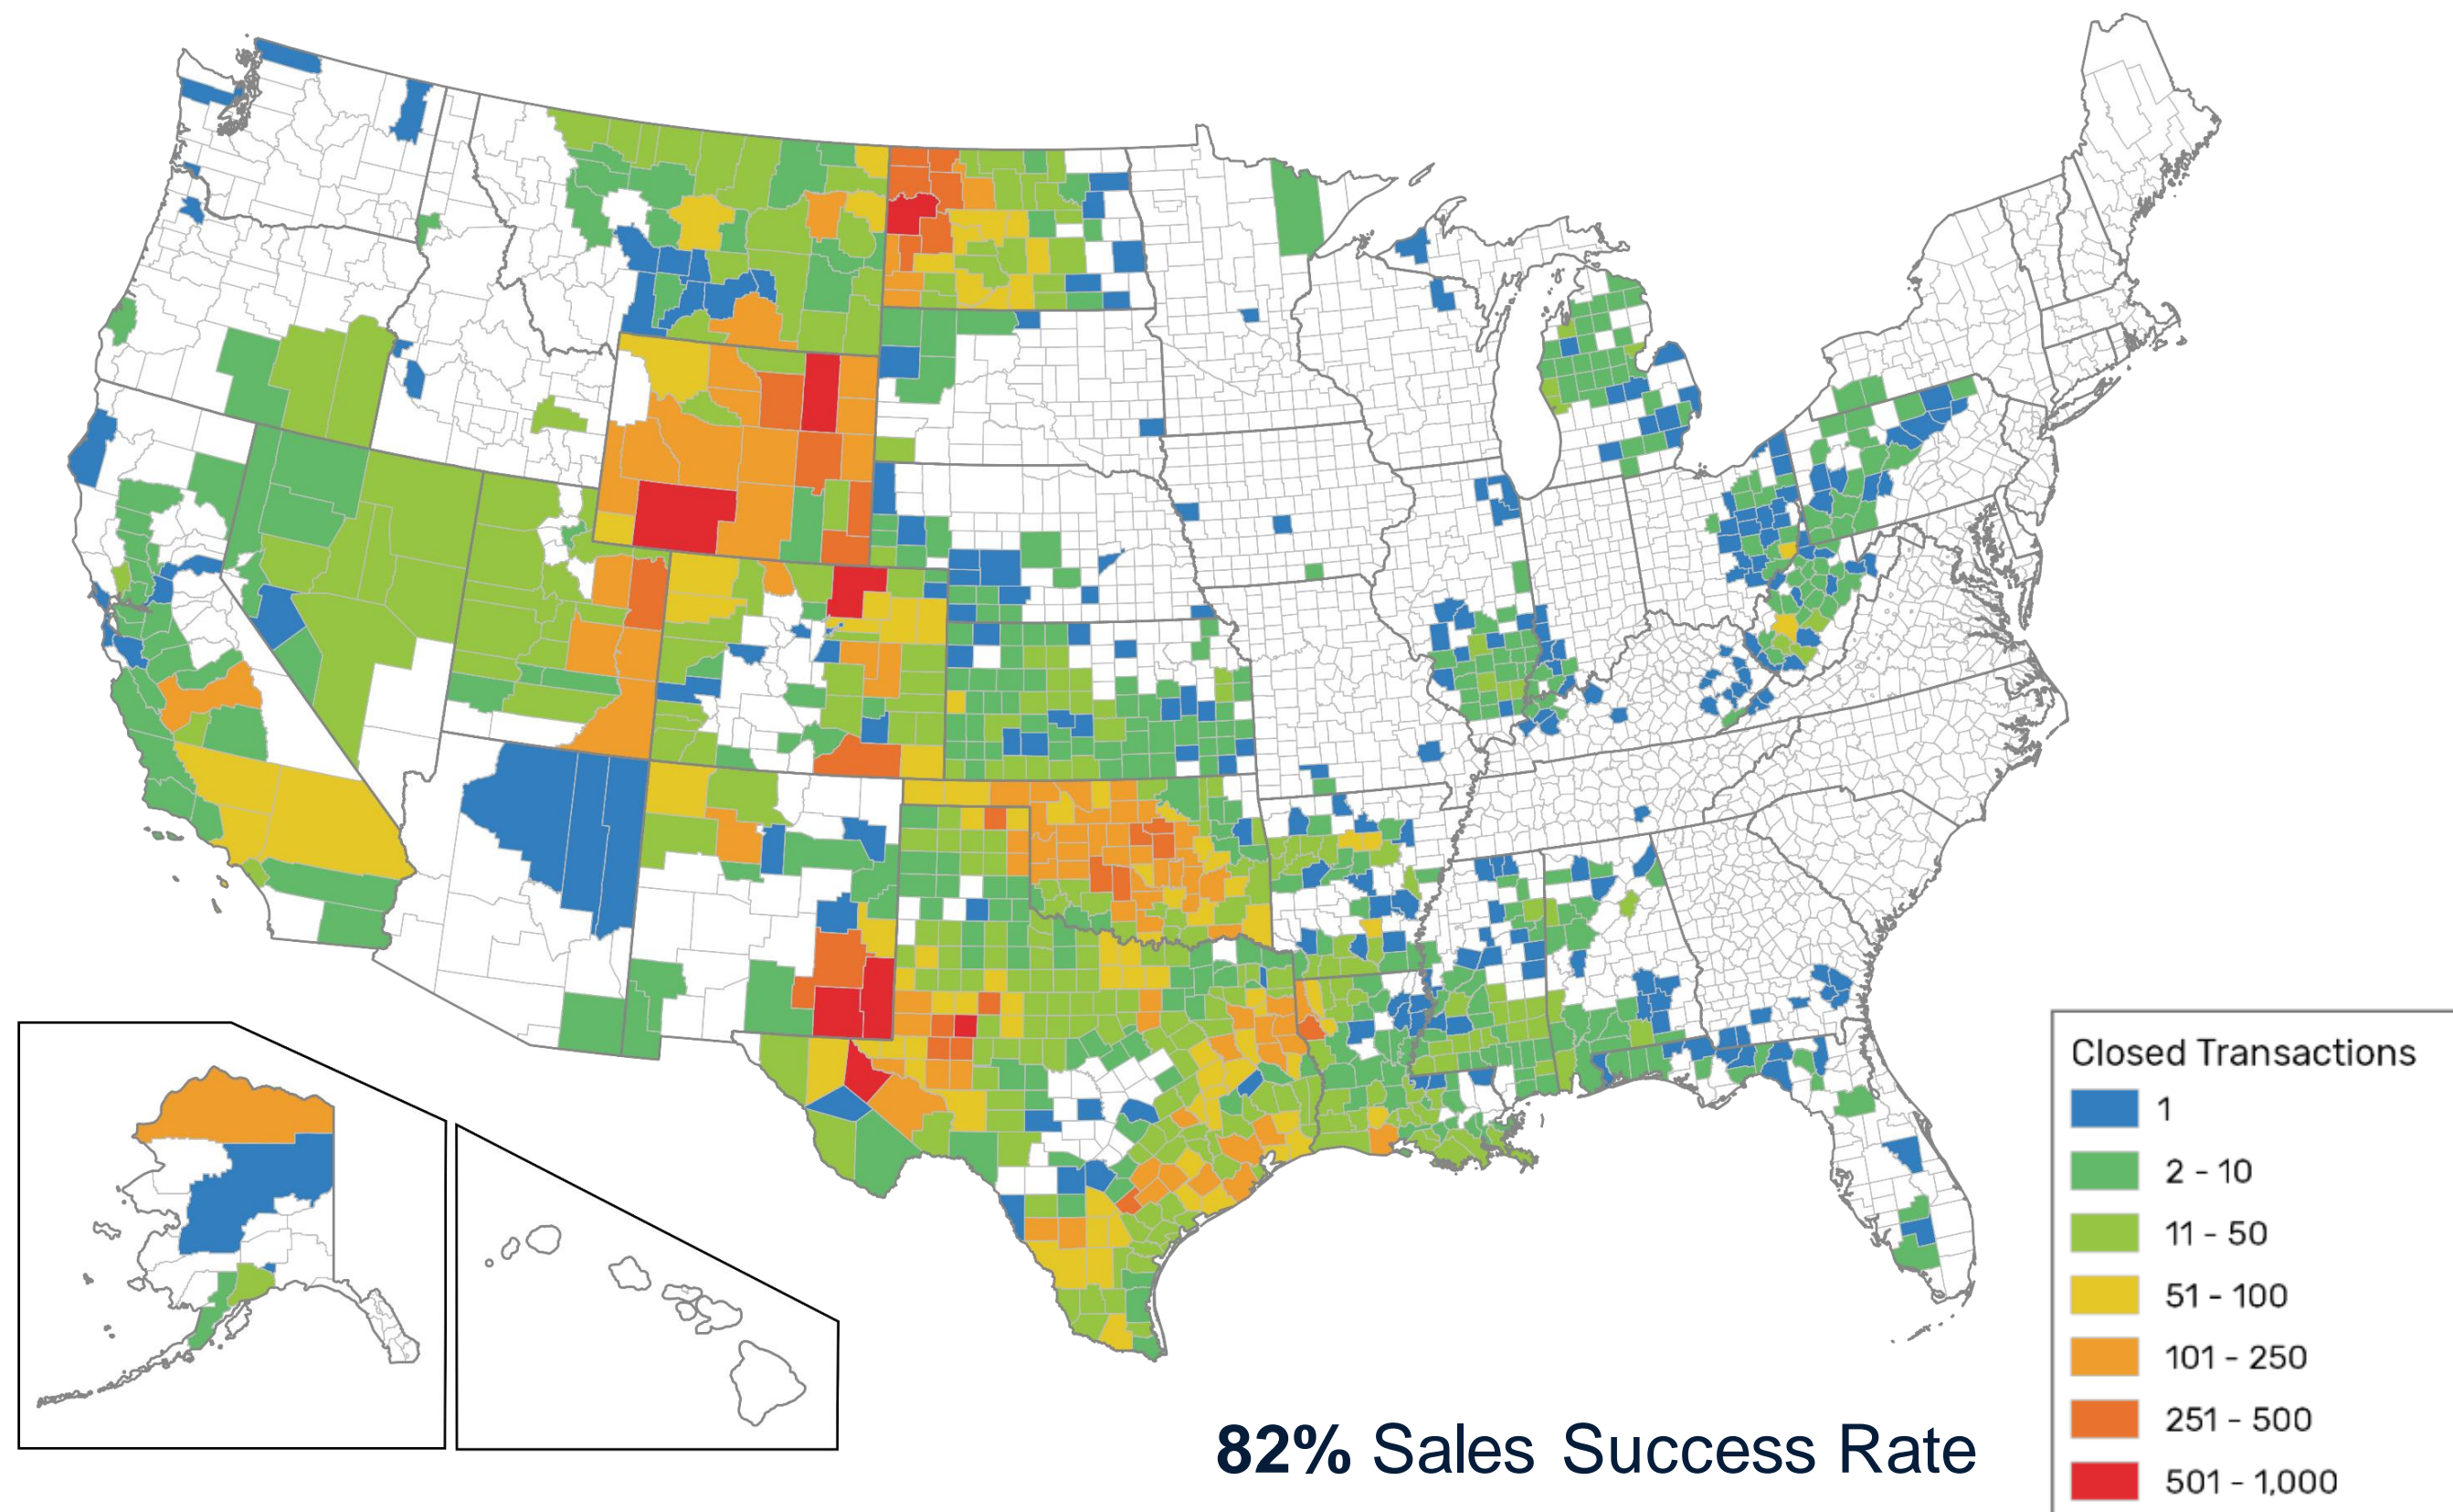 Closed Transactions
1
2 - 10
11 - 50
51 - 100
101 - 250
251 - 500
501 - 1,000
82% Sales Success Rate